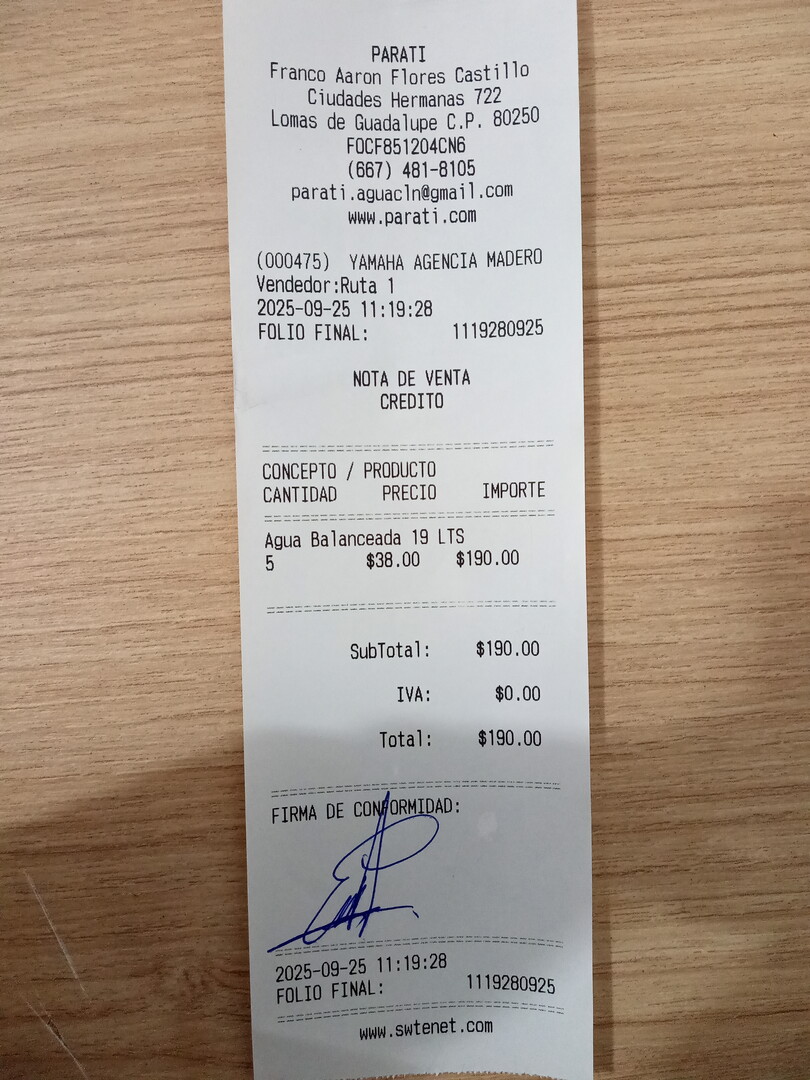 PARATI
Franco Aaron Flores Castillo
Ciudades Hermanas 722
Lomas de Guadalupe C.P. 80250
FOCF851204CN6
(667) 481-8105
parati.aguacln@gmail.com
www.parati.com
(000475) YAMAHA AGENCIA MADERO
Vendedor:Ruta 1
2025-09-25 11:19:28
FOLIO FINAL: 1119280925
NOTA DE VENTA
CREDITO
CONCEPTO / PRODUCTO
CANTIDAD PRECIO IMPORTE
Agua Balanceada 19 LTS
5 $38.00 $190.00
SubTotal: $190.00
IVA: $0.00
Total: $190.00
FIRMA DE CONFORMIDAD:
2025-09-25 11:19:28
FOLIO FINAL: 1119280925
www.swtenet.com